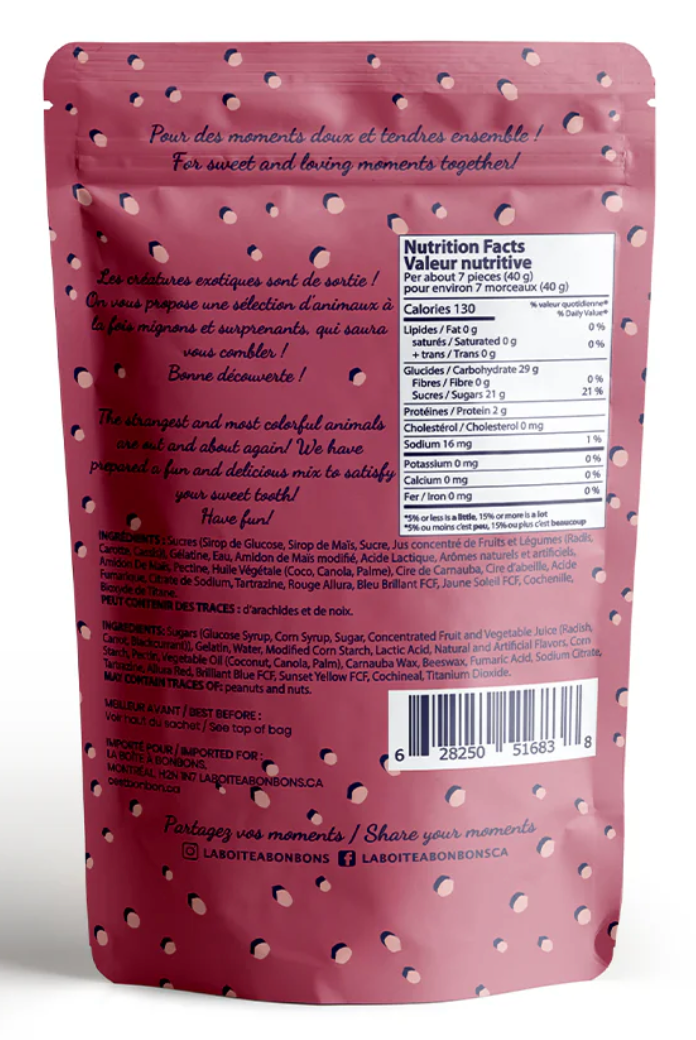 Pour des moments doux et tendres ensemble !
For sweet and loving moments together!
Les créatures exotiques sont de sortie !
On vous propose une sélection d'animaux à
la fois mignons et surprenants, qui saura
vous combler !
Bonne découverte !
The strangest and most colorful animals
are out and about again! We have
prepared a fun and delicious mix to satisfy
your sweet tooth!
Have fun!
Nutrition Facts
Valeur nutritive
Per about 7 pieces (40 g)
pour environ 7 morceaux (40 g)
Calories 130
% valeur quotidienne*
% Daily Value*
Lipides / Fat 0 g 0 %
saturés / Saturated 0 g 0 %
+ trans / Trans 0 g
Glucides / Carbohydrate 29 g
Fibres / Fibre 0 g 0 %
Sucres / Sugars 21 g 21 %
Protéines / Protein 2 g
Cholestérol / Cholesterol 0 mg
Sodium 16 mg 1 %
Potassium 0 mg 0 %
Calcium 0 mg 0 %
Fer / Iron 0 mg 0 %
*5% or less is a little, 15% or more is a lot
*5% ou moins c'est peu, 15% ou plus c'est beaucoup
INGRÉDIENTS : Sucres (Sirop de Glucose, Sirop de Maïs, Sucre, Jus concentré de Fruits et Légumes (Radis,
Carotte, Cassis), Gélatine, Eau, Amidon de Maïs modifié, Acide Lactique, Arômes naturels et artificiels,
Amidon De Maïs, Pectine, Huile Végétale (Coco, Canola, Palme), Cire de Carnauba, Cire d'abeille, Acide
Fumarique, Citrate de Sodium, Tartrazine, Rouge Allura, Bleu Brillant FCF, Jaune Soleil FCF, Cochenille,
Bioxyde de Titane.
PEUT CONTENIR DES TRACES : d'arachides et de noix.
INGREDIENTS: Sugars (Glucose Syrup, Corn Syrup, Sugar, Concentrated Fruit and Vegetable Juice (Radish,
Carrot, Blackcurrant)), Gelatin, Water, Modified Corn Starch, Lactic Acid, Natural and Artificial Flavors, Corn
Starch, Pectin, Vegetable Oil (Coconut, Canola, Palm), Carnauba Wax, Beeswax, Fumaric Acid, Sodium Citrate,
Tartrazine, Allura Red, Brilliant Blue FCF, Sunset Yellow FCF, Cochineal, Titanium Dioxide.
MAY CONTAIN TRACES OF: peanuts and nuts.
MEILLEUR AVANT / BEST BEFORE :
Voir haut du sachet / See top of bag
IMPORTÉ POUR / IMPORTED FOR :
LA BOÎTE À BONBONS,
MONTRÉAL, H2N 1N7 LABOITEABONBONS.CA
6 28250 51683 8
Partagez vos moments / Share your moments
LABOITEABONBONS LABOITEABONBONSCA